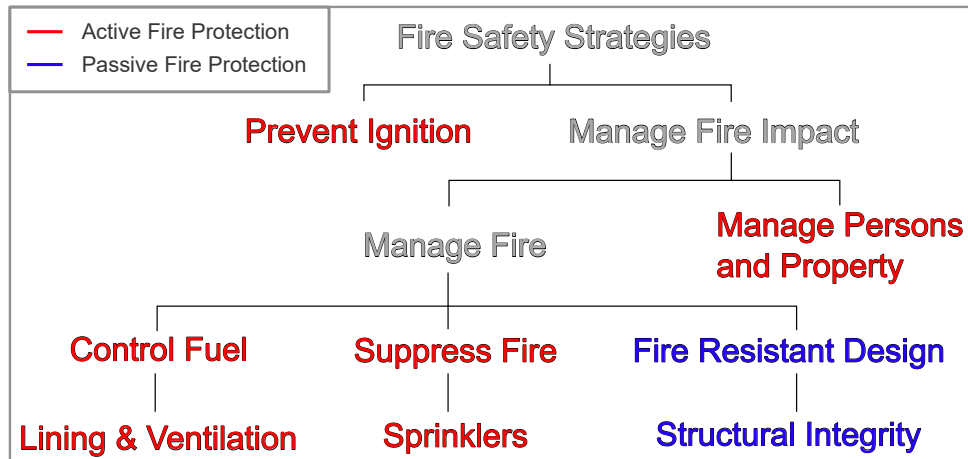 Active Fire Protection
Passive Fire Protection
Fire Safety Strategies
Prevent Ignition
Manage Fire Impact
Manage Fire
Manage Persons
and Property
Control Fuel
Suppress Fire
Fire Resistant Design
Lining & Ventilation
Sprinklers
Structural Integrity